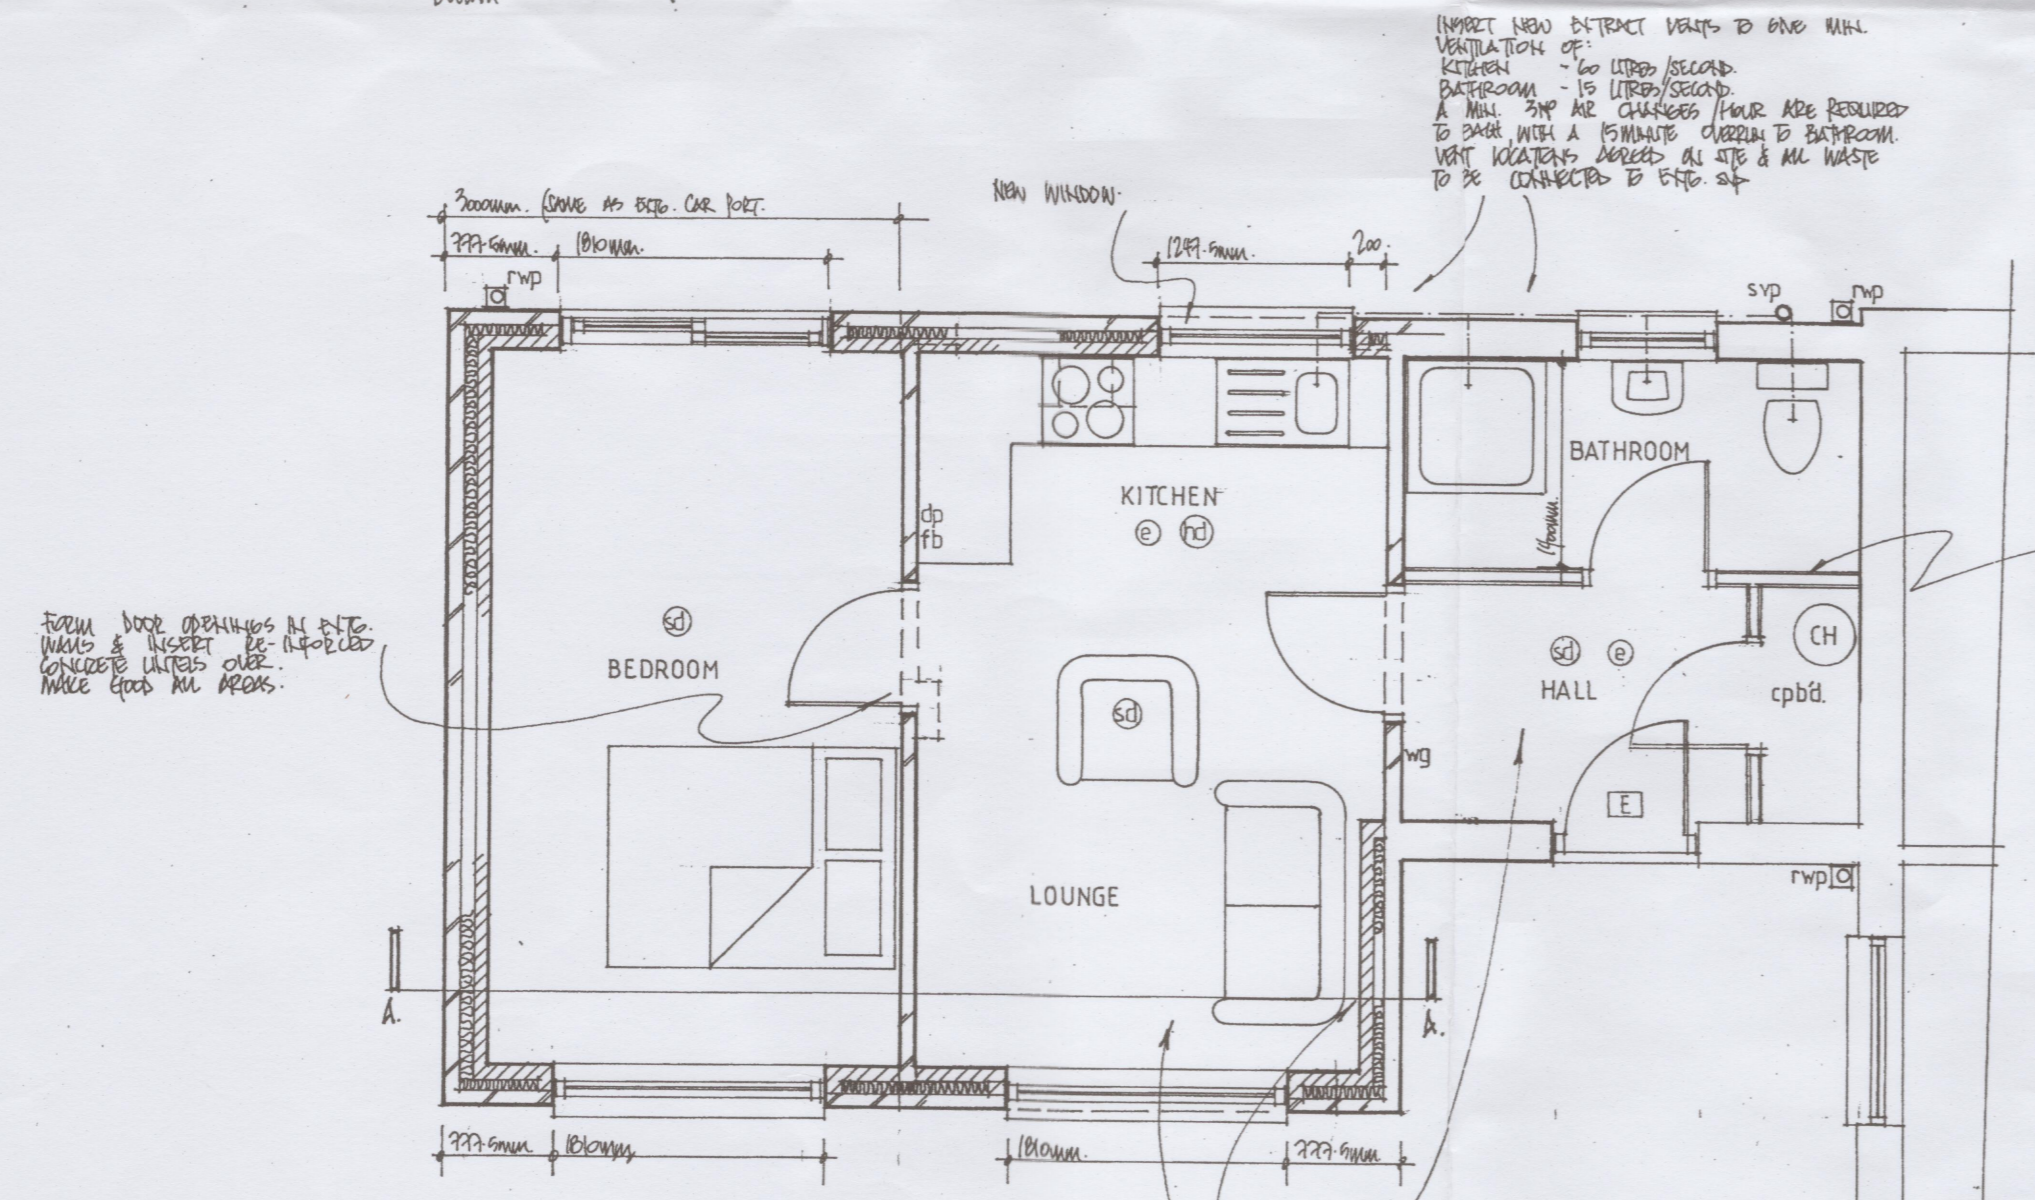 INSERT NEW EXTRACT VENTS TO GIVE MIN.
VENTILATION OF:
KITCHEN - 60 LITRES/SECOND.
BATHROOM - 15 LITRES/SECOND.
A MIN. 3No AIR CHANGES/HOUR ARE REQUIRED
TO BATH WITH A 15 MINUTE OVERRUN TO BATHROOM.
VENT LOCATIONS AGREED ON SITE & ALL WASTE
TO BE CONNECTED TO EXTG. SVP
NEW WINDOW.
3000mm. (SAME AS EXTG. CAR PORT.
777.5mm. 1810mm.
1247.5mm. 200.
rwp
svp
rwp
BATHROOM
KITCHEN
e hd
dp
fb
1400mm.
FORM DOOR OPENINGS IN EXTG.
WALLS & INSERT RE-INFORCED
CONCRETE LINTELS OVER.
MAKE GOOD ALL AREAS.
sd
BEDROOM
sd
sd e
HALL
CH
cpb'd.
wg
E
LOUNGE
rwp
A.
A.
777.5mm 1810mm
1810mm. 777.5mm